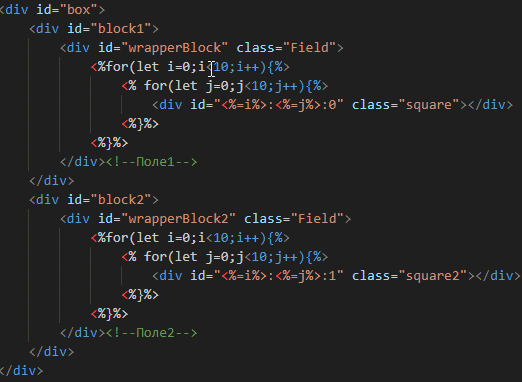 <div id="box">
<div id="block1">
<div id="wrapperBlock" class="Field">
<%for(let i=0;i<10;i++){%>
<% for(let j=0;j<10;j++){%>
<div id="<%=i%>:<%=j%>:0" class="square"></div>
<%}%>
<%}%>
</div><!--Поле1-->
</div>
<div id="block2">
<div id="wrapperBlock2" class="Field">
<%for(let i=0;i<10;i++){%>
<% for(let j=0;j<10;j++){%>
<div id="<%=i%>:<%=j%>:1" class="square2"></div>
<%}%>
<%}%>
</div><!--Поле2-->
</div>
</div>